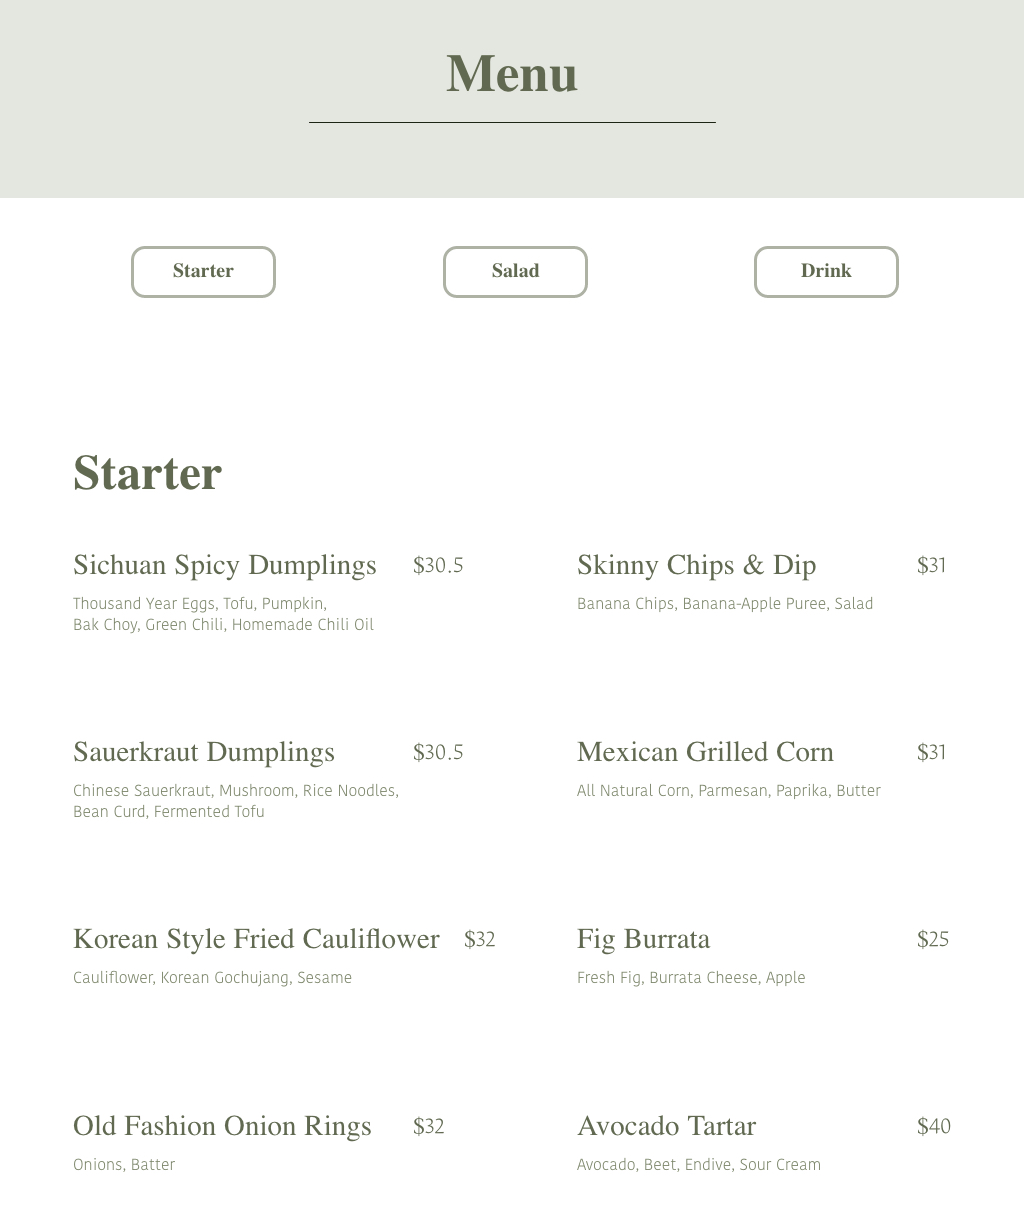 Menu
Starter
Salad
Drink
Starter
Sichuan Spicy Dumplings $30.5
Thousand Year Eggs, Tofu, Pumpkin,
Bak Choy, Green Chili, Homemade Chili Oil
Skinny Chips & Dip $31
Banana Chips, Banana-Apple Puree, Salad
Sauerkraut Dumplings $30.5
Chinese Sauerkraut, Mushroom, Rice Noodles,
Bean Curd, Fermented Tofu
Mexican Grilled Corn $31
All Natural Corn, Parmesan, Paprika, Butter
Korean Style Fried Cauliflower $32
Cauliflower, Korean Gochujang, Sesame
Fig Burrata $25
Fresh Fig, Burrata Cheese, Apple
Old Fashion Onion Rings $32
Onions, Batter
Avocado Tartar $40
Avocado, Beet, Endive, Sour Cream